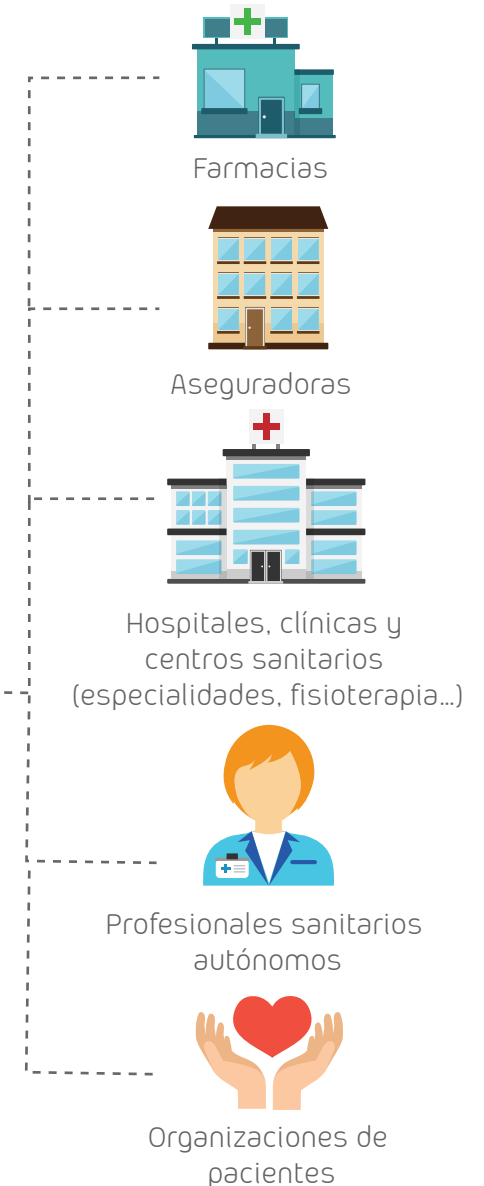 Farmacias
Aseguradoras
Hospitales, clínicas y
centros sanitarios
(especialidades, fisioterapia...)
Profesionales sanitarios
autónomos
Organizaciones de
pacientes